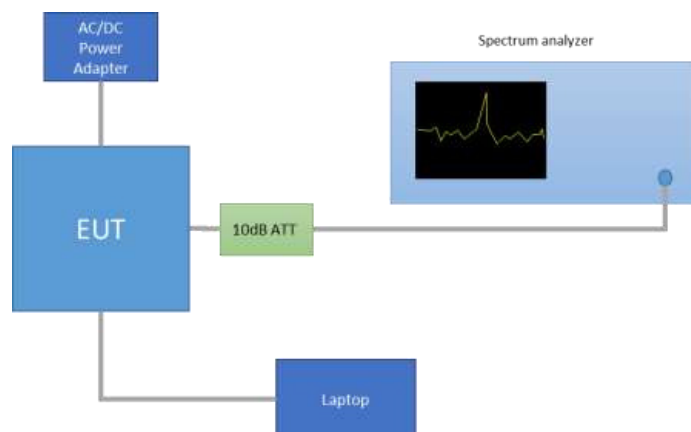 AC/DC
Power
Adapter
Spectrum analyzer
EUT
10dB ATT
Laptop